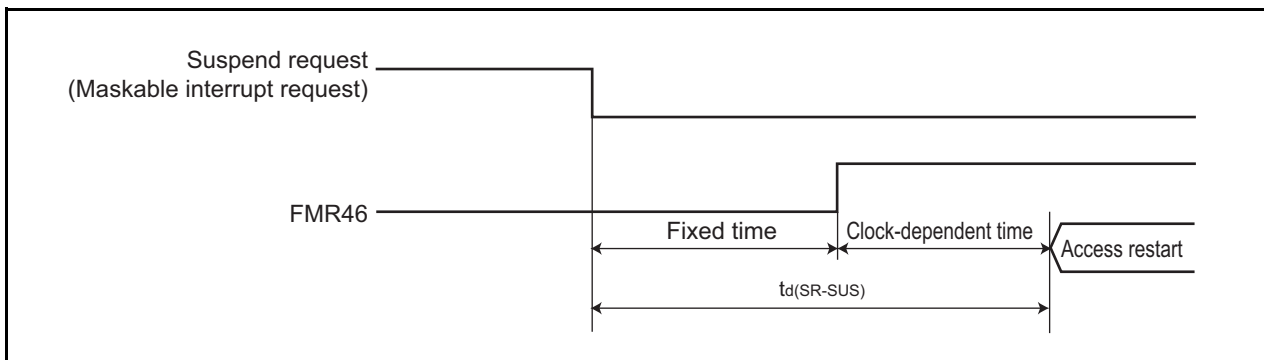 Suspend request
(Maskable interrupt request)
FMR46
Fixed time
Clock-dependent time
Access restart
td(SR-SUS)